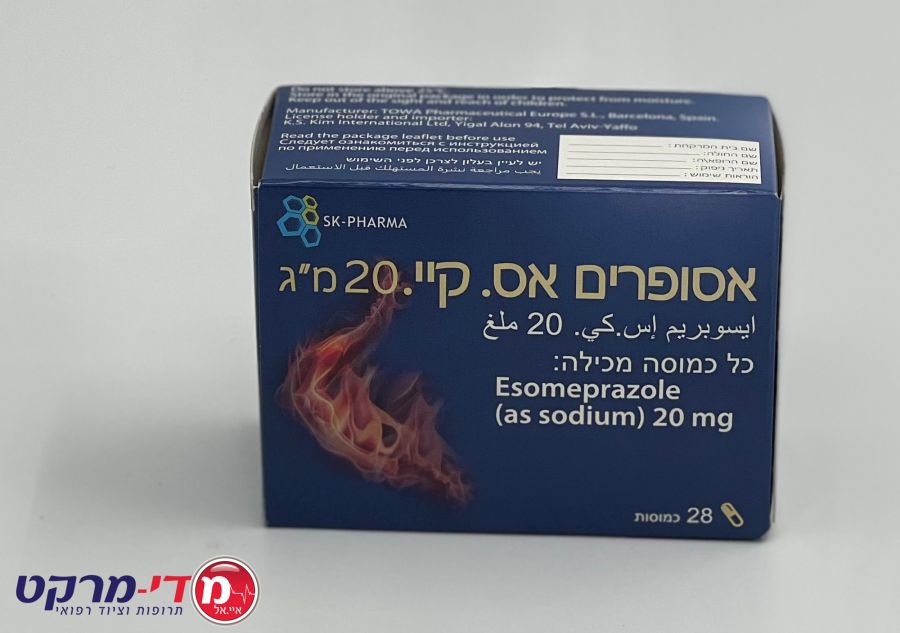 Do not store above 25°C.
Store in the original package in order to protect from moisture.
Keep out of the sight and reach of children.
Manufacturer: TOWA Pharmaceutical Europe S.L., Barcelona, Spain.
License holder and importer:
K.S. Kim International Ltd, Yigal Alon 94, Tel Aviv-Yaffo
Read the package leaflet before use
Следует ознакомиться с инструкцией
по применению перед использованием
יש לעיין בעלון לצרכן לפני השימוש
يجب مراجعة نشرة المستهلك قبل الاستعمال
שם בית המרקחת:
שם החולה:
שם הרופא/ה:
תאריך ניפוק:
הוראות שימוש:
SK-PHARMA
אסופרים אס. קיי. 20 מ"ג
ايسوبريم إس.كي. 20 ملغ
כל כמוסה מכילה:
Esomeprazole
(as sodium) 20 mg
28 כמוסות
מדי-מרקט
איי.אל
תרופות וציוד רפואי